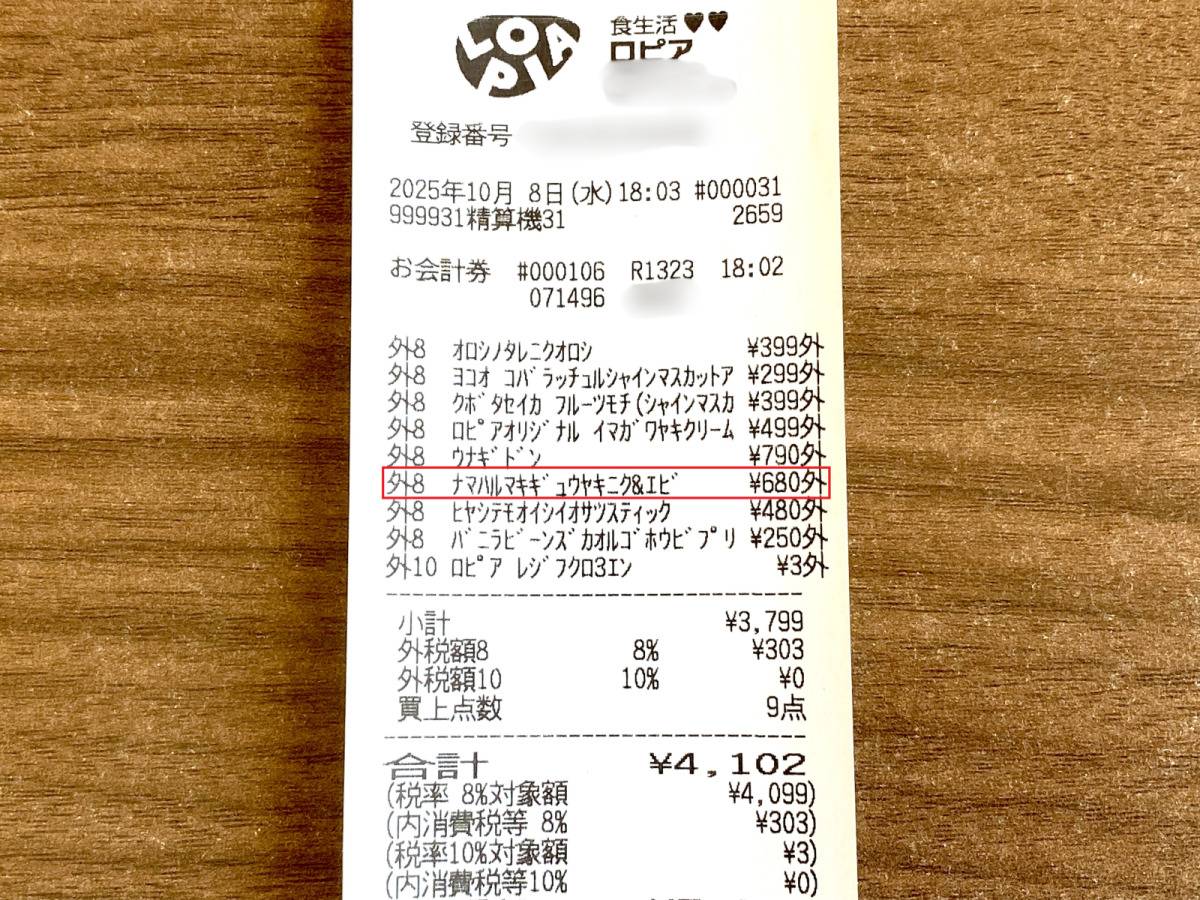 LOPIA
食生活♥♥
ロピア
登録番号
2025年10月 8日(水)18:03 #000031
999931精算機31 2659
お会計券 #000106 R1323 18:02
071496
外8 オロシノタレニクオロシ ¥399外
外8 ヨコオ コバラッチュルシャインマスカットア ¥299外
外8 クボタセイカ フルーツモチ(シャインマスカ ¥399外
外8 ロピアオリジナル イマガワヤキクリーム ¥499外
外8 ウナギドン ¥790外
外8 ナマハルマキギュウヤキニク&エビ ¥680外
外8 ヒヤシテモオイシイオサツスティック ¥480外
外8 バニラビーンズカオルゴホウビプリ ¥250外
外10 ロピア レジフクロ3エン ¥3外
小計 ¥3,799
外税額8 8% ¥303
外税額10 10% ¥0
買上点数 9点
合計 ¥4,102
(税率 8%対象額 ¥4,099)
(内消費税等 8% ¥303)
(税率10%対象額 ¥3)
(内消費税等10% ¥0)